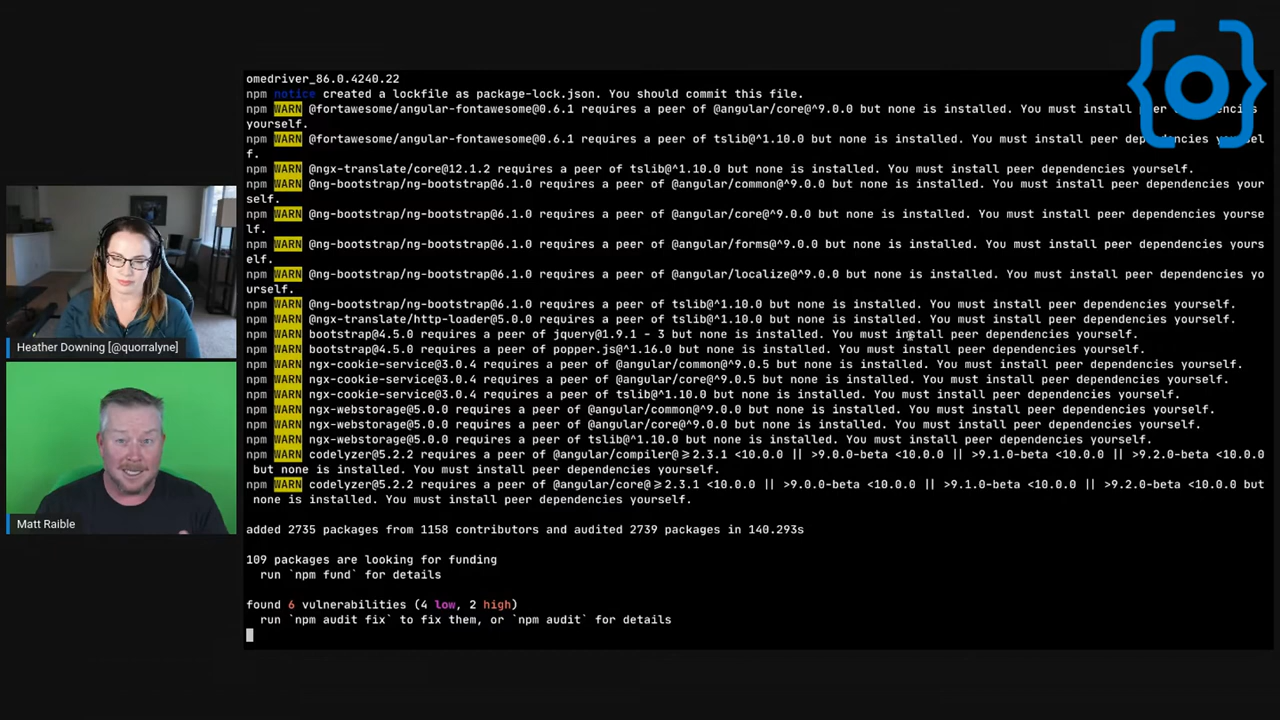 omedriver_86.0.4240.22
npm notice created a lockfile as package-lock.json. You should commit this file.
npm WARN @fortawesome/angular-fontawesome@0.6.1 requires a peer of @angular/core@^9.0.0 but none is installed. You must install peer dependencies
yourself.
npm WARN @fortawesome/angular-fontawesome@0.6.1 requires a peer of tslib@^1.10.0 but none is installed. You must install peer dependencies yoursel
f.
npm WARN @ngx-translate/core@12.1.2 requires a peer of tslib@^1.10.0 but none is installed. You must install peer dependencies yourself.
npm WARN @ng-bootstrap/ng-bootstrap@6.1.0 requires a peer of @angular/common@^9.0.0 but none is installed. You must install peer dependencies your
self.
npm WARN @ng-bootstrap/ng-bootstrap@6.1.0 requires a peer of @angular/core@^9.0.0 but none is installed. You must install peer dependencies yourse
lf.
npm WARN @ng-bootstrap/ng-bootstrap@6.1.0 requires a peer of @angular/forms@^9.0.0 but none is installed. You must install peer dependencies yours
elf.
npm WARN @ng-bootstrap/ng-bootstrap@6.1.0 requires a peer of @angular/localize@^9.0.0 but none is installed. You must install peer dependencies yo
urself.
npm WARN @ng-bootstrap/ng-bootstrap@6.1.0 requires a peer of tslib@^1.10.0 but none is installed. You must install peer dependencies yourself.
npm WARN @ngx-translate/http-loader@5.0.0 requires a peer of tslib@^1.10.0 but none is installed. You must install peer dependencies yourself.
npm WARN bootstrap@4.5.0 requires a peer of jquery@1.9.1 - 3 but none is installed. You must install peer dependencies yourself.
npm WARN bootstrap@4.5.0 requires a peer of popper.js@^1.16.0 but none is installed. You must install peer dependencies yourself.
npm WARN ngx-cookie-service@3.0.4 requires a peer of @angular/common@^9.0.5 but none is installed. You must install peer dependencies yourself.
npm WARN ngx-cookie-service@3.0.4 requires a peer of @angular/core@^9.0.5 but none is installed. You must install peer dependencies yourself.
npm WARN ngx-cookie-service@3.0.4 requires a peer of tslib@^1.10.0 but none is installed. You must install peer dependencies yourself.
npm WARN ngx-webstorage@5.0.0 requires a peer of @angular/common@^9.0.0 but none is installed. You must install peer dependencies yourself.
npm WARN ngx-webstorage@5.0.0 requires a peer of @angular/core@^9.0.0 but none is installed. You must install peer dependencies yourself.
npm WARN ngx-webstorage@5.0.0 requires a peer of tslib@^1.10.0 but none is installed. You must install peer dependencies yourself.
npm WARN codelyzer@5.2.2 requires a peer of @angular/compiler@>=2.3.1 <10.0.0 || >9.0.0-beta <10.0.0 || >9.1.0-beta <10.0.0 || >9.2.0-beta <10.0.0
but none is installed. You must install peer dependencies yourself.
npm WARN codelyzer@5.2.2 requires a peer of @angular/core@>=2.3.1 <10.0.0 || >9.0.0-beta <10.0.0 || >9.1.0-beta <10.0.0 || >9.2.0-beta <10.0.0 but
none is installed. You must install peer dependencies yourself.
added 2735 packages from 1158 contributors and audited 2739 packages in 140.293s
109 packages are looking for funding
run `npm fund` for details
found 6 vulnerabilities (4 low, 2 high)
run `npm audit fix` to fix them, or `npm audit` for details
Heather Downing [@quorralyne]
Matt Raible